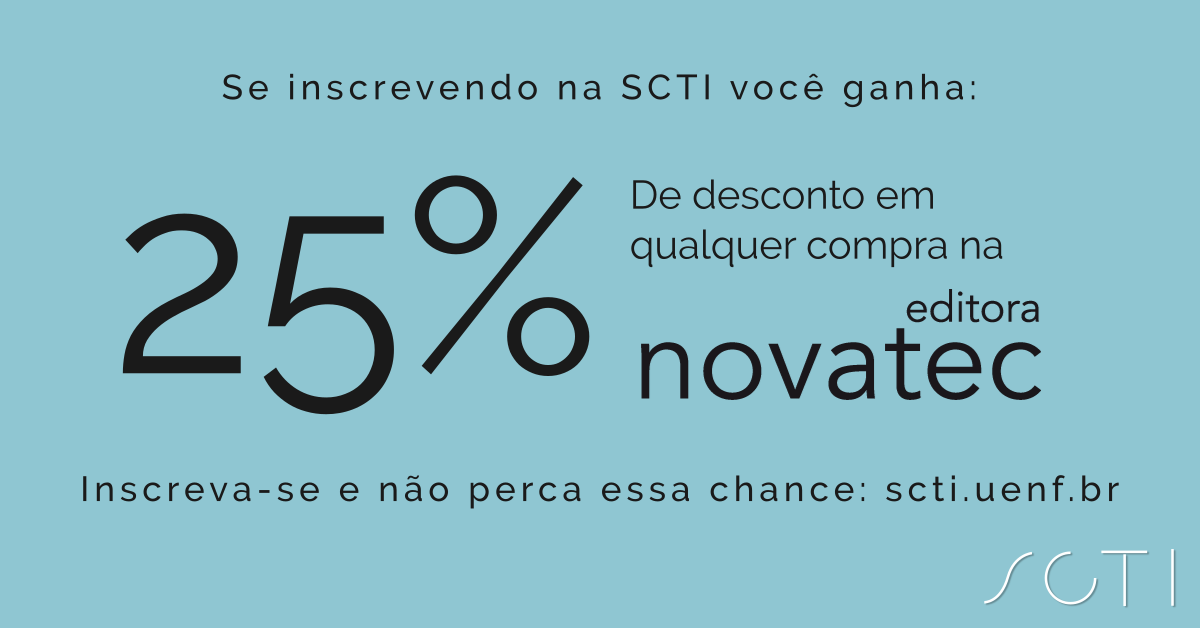 Se inscrevendo na SCTI você ganha:
25%
De desconto em
qualquer compra na
editora
novatec
Inscreva-se e não perca essa chance: scti.uenf.br
SCTI